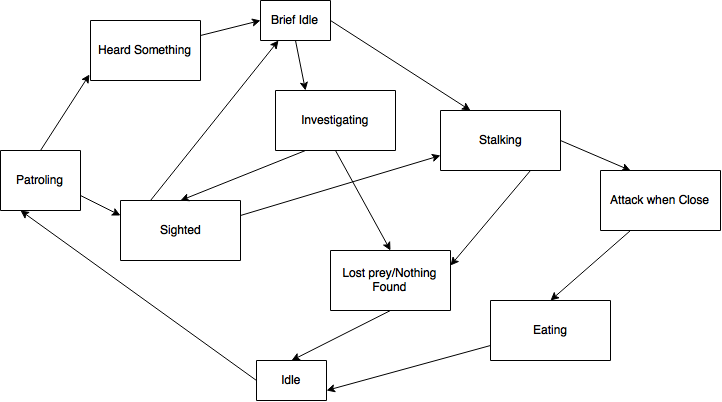 Brief Idle
Heard Something
Investigating
Stalking
Patroling
Attack when Close
Sighted
Lost prey/Nothing
Found
Eating
Idle